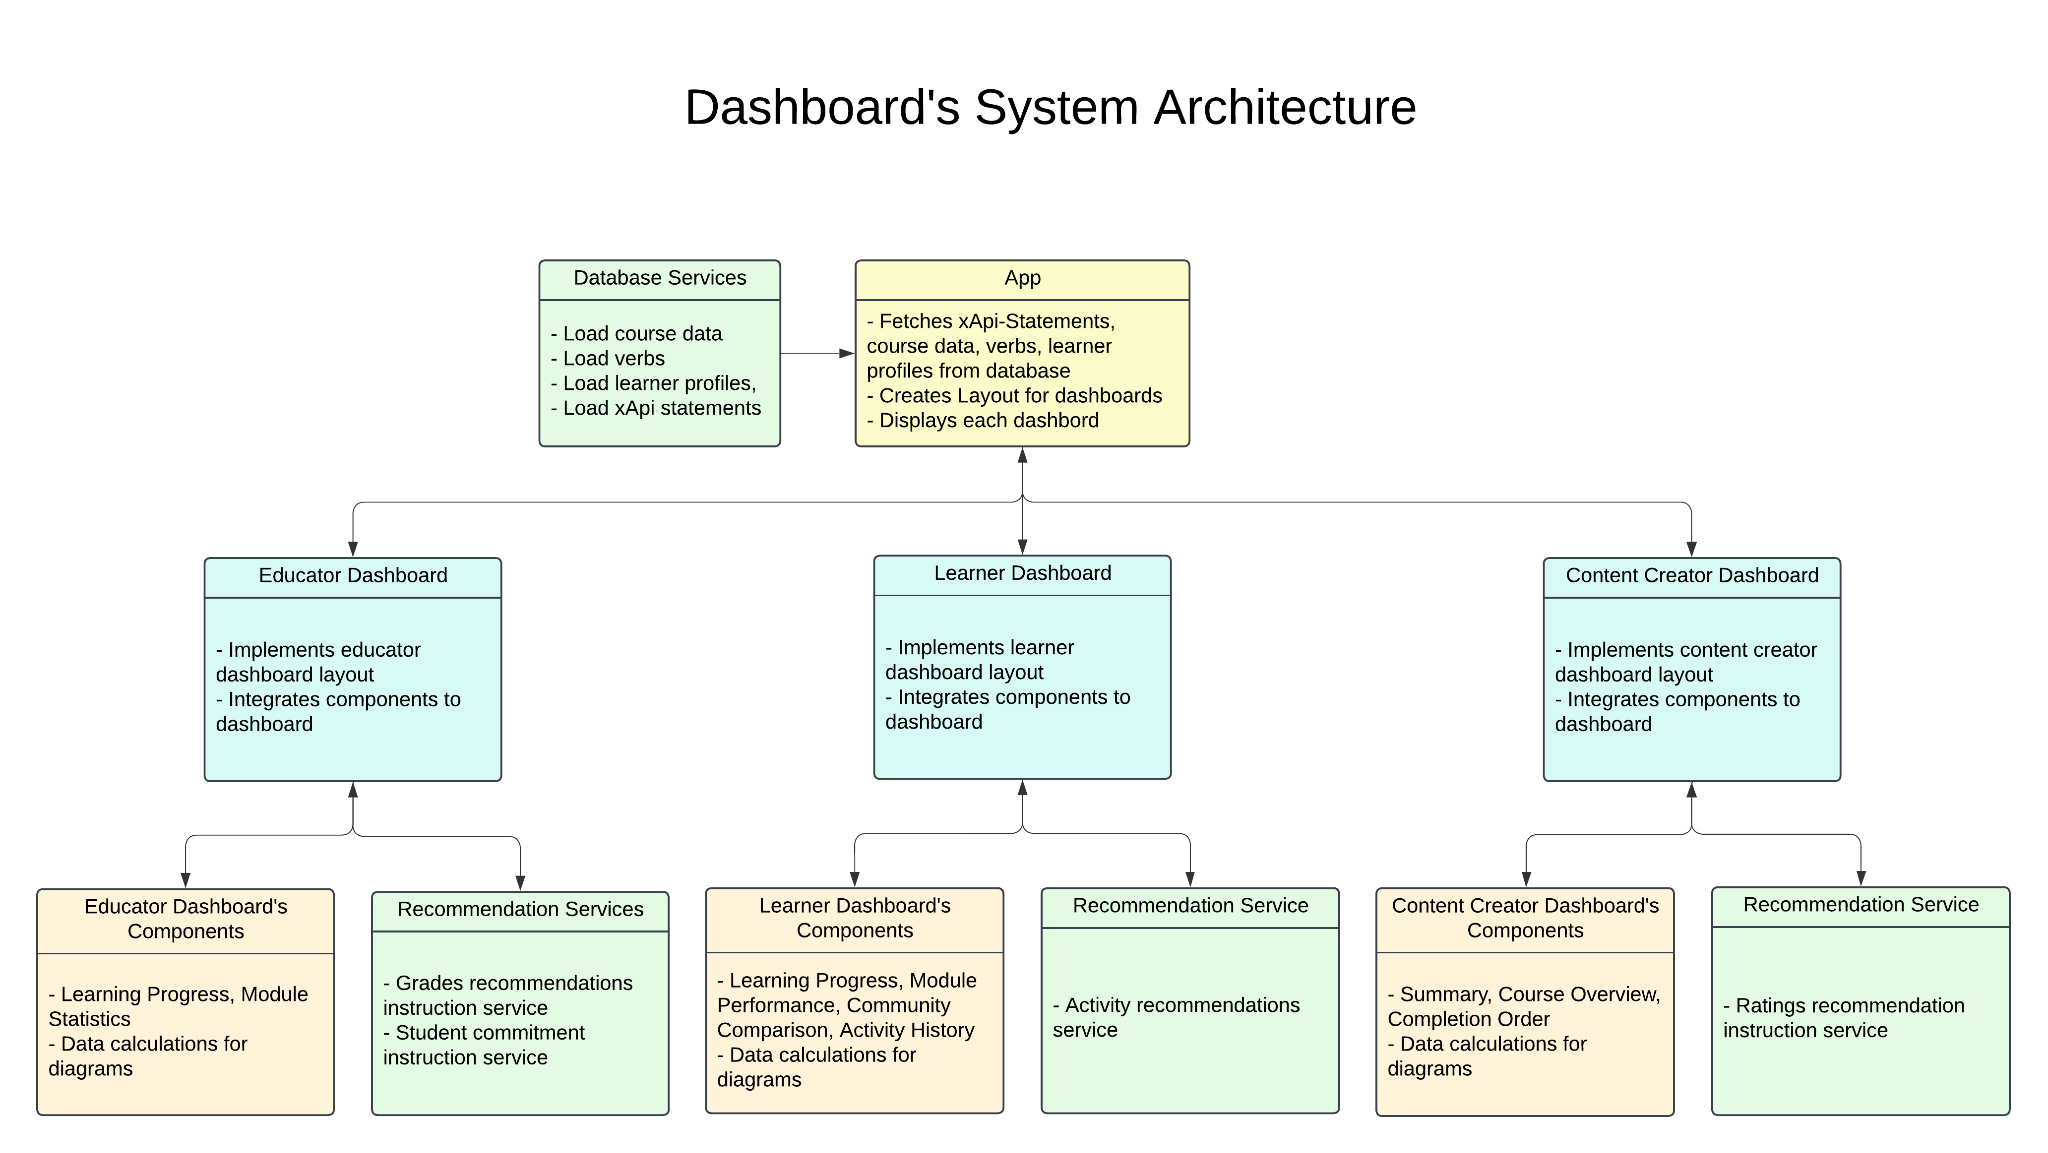 Dashboard's System Architecture
Database Services
- Load course data
- Load verbs
- Load learner profiles,
- Load xApi statements
App
- Fetches xApi-Statements,
course data, verbs, learner
profiles from database
- Creates Layout for dashboards
- Displays each dashbord
Educator Dashboard
- Implements educator
dashboard layout
- Integrates components to
dashboard
Learner Dashboard
- Implements learner
dashboard layout
- Integrates components to
dashboard
Content Creator Dashboard
- Implements content creator
dashboard layout
- Integrates components to
dashboard
Educator Dashboard's
Components
- Learning Progress, Module
Statistics
- Data calculations for
diagrams
Recommendation Services
- Grades recommendations
instruction service
- Student commitment
instruction service
Learner Dashboard's
Components
- Learning Progress, Module
Performance, Community
Comparison, Activity History
- Data calculations for
diagrams
Recommendation Service
- Activity recommendations
service
Content Creator Dashboard's
Components
- Summary, Course Overview,
Completion Order
- Data calculations for
diagrams
Recommendation Service
- Ratings recommendation
instruction service